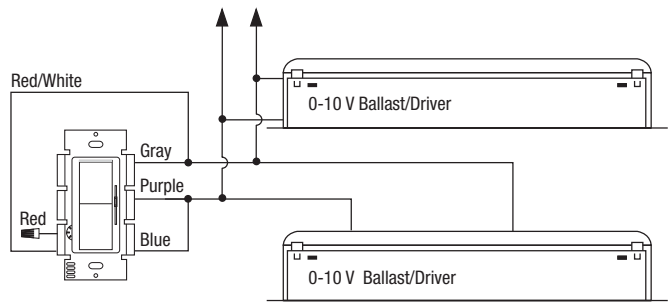 Red/White
0-10 V Ballast/Driver
Gray
Purple
Red
Blue
0-10 V Ballast/Driver